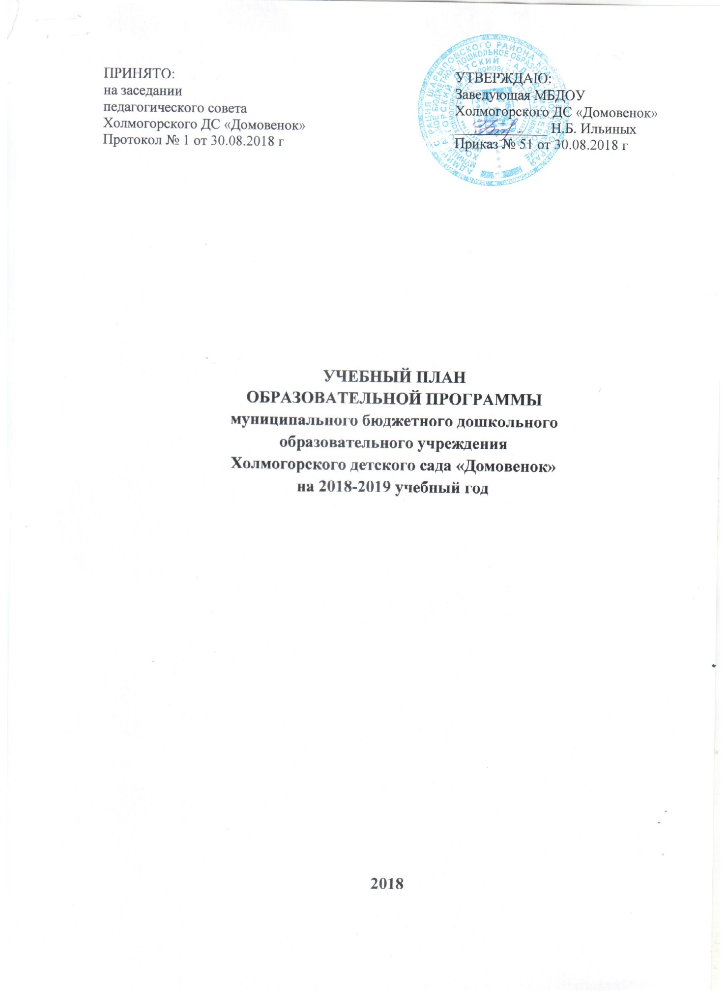 ПРИНЯТО:
на заседании
педагогического совета
Холмогорского ДС «Домовенок»
Протокол № 1 от 30.08.2018 г
УТВЕРЖДАЮ:
Заведующая МБДОУ
Холмогорского ДС «Домовенок»
Н.Б. Ильиных
Приказ № 51 от 30.08.2018 г
УЧЕБНЫЙ ПЛАН
ОБРАЗОВАТЕЛЬНОЙ ПРОГРАММЫ
муниципального бюджетного дошкольного
образовательного учреждения
Холмогорского детского сада «Домовенок»
на 2018-2019 учебный год
2018